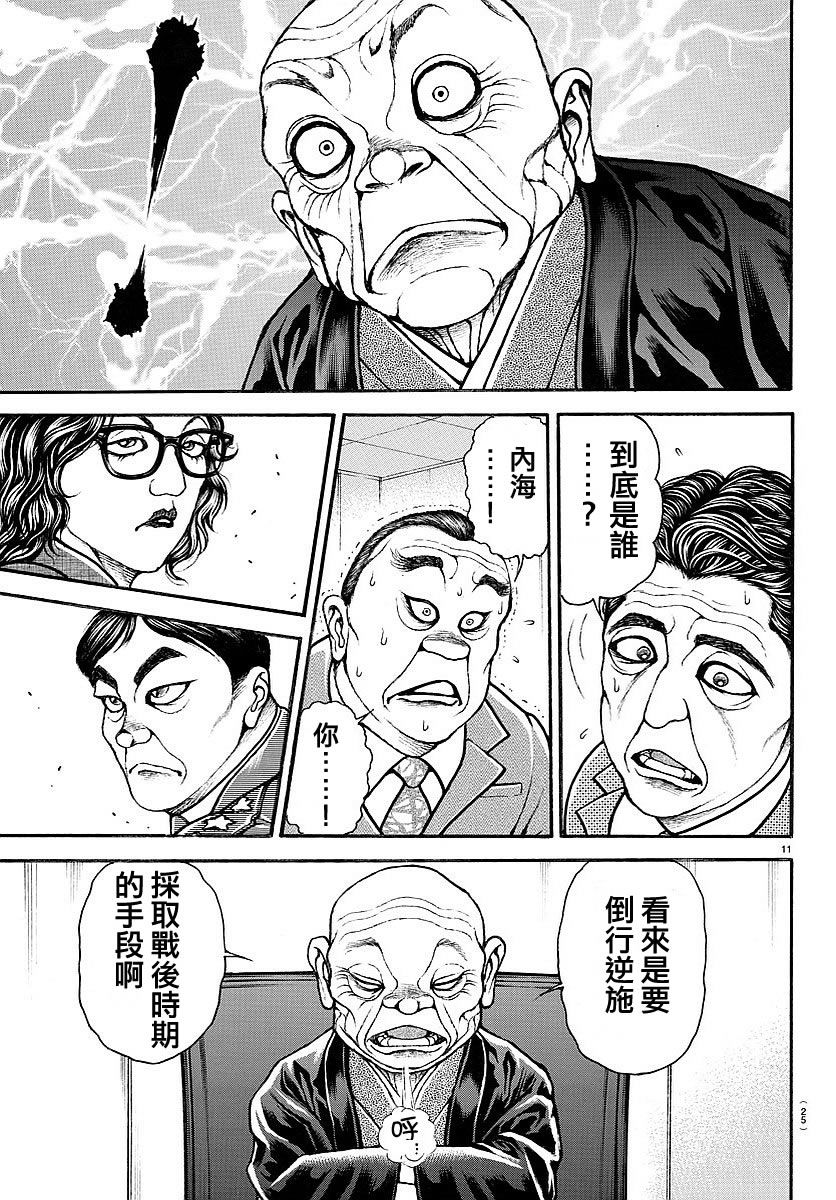 到底是誰
……?
內海
……!
你……!
11
看來是要
倒行逆施
採取戰後時期
的手段啊
呼…
(25)